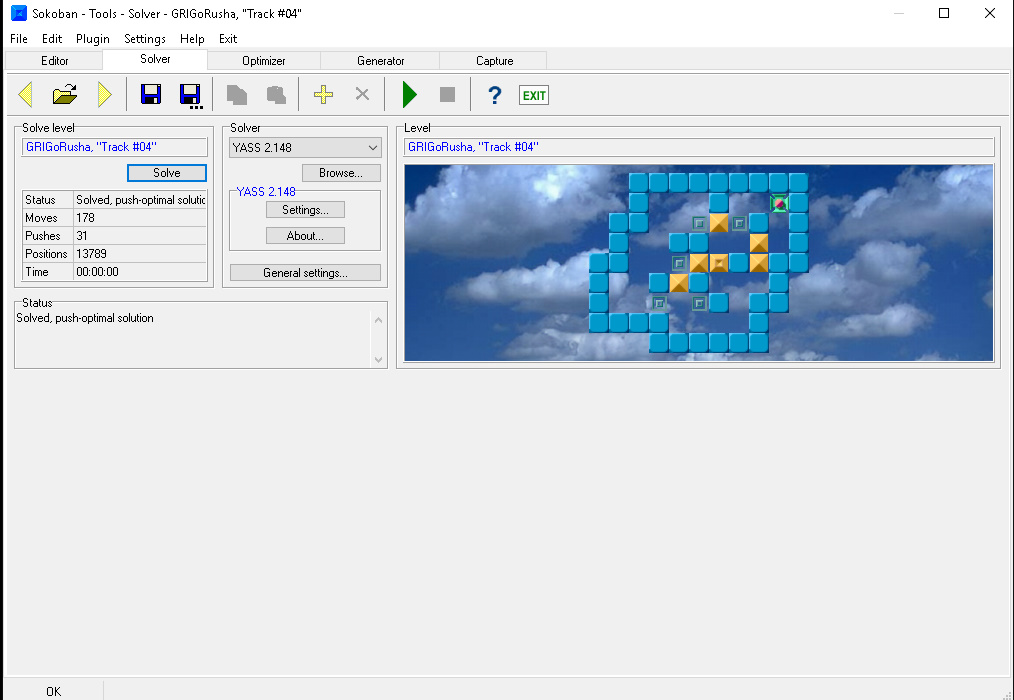 Sokoban - Tools - Solver - GRIGoRusha, "Track #04"
File Edit Plugin Settings Help Exit
Editor Solver Optimizer Generator Capture
? EXIT
Solve level
GRIGoRusha, "Track #04"
Solve
Status Solved, push-optimal solutic
Moves 178
Pushes 31
Positions 13789
Time 00:00:00
Solver
YASS 2.148
Browse...
YASS 2.148
Settings...
About...
General settings...
Level
GRIGoRusha, "Track #04"
Status
Solved, push-optimal solution
OK